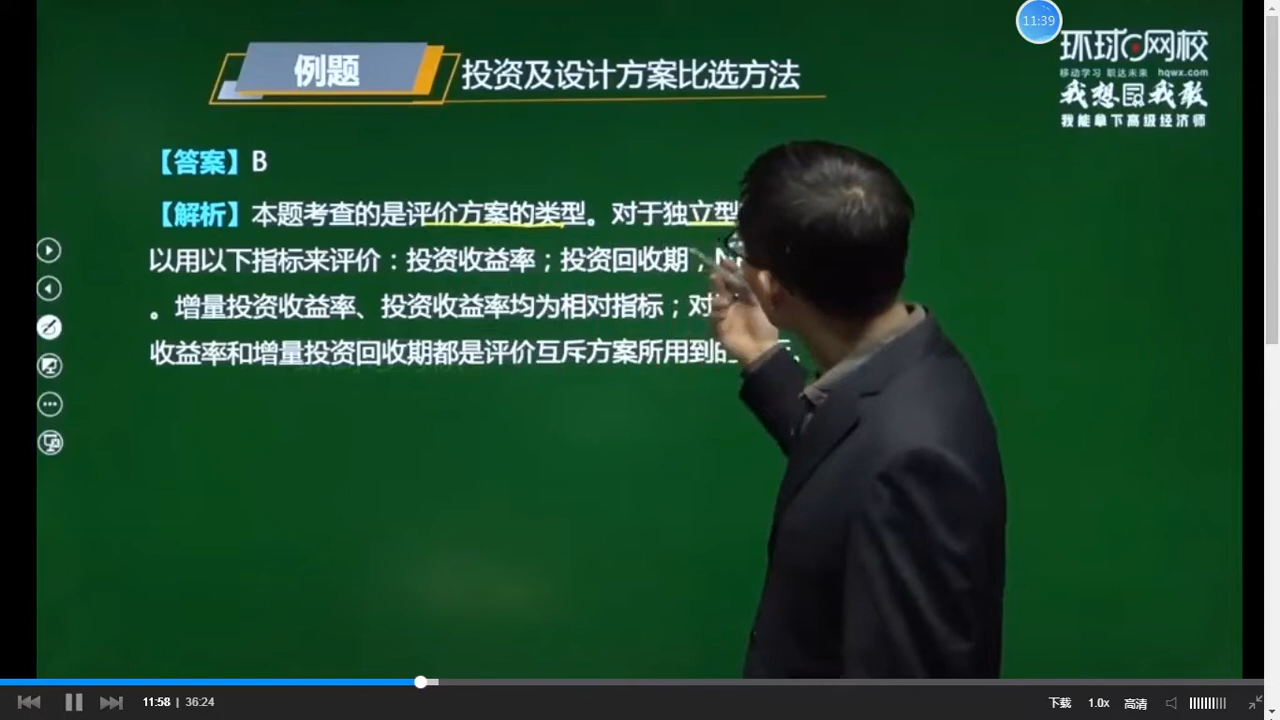 11:39
环球网校
移动学习 职达未来 hqwx.com
我想我敢
我能拿下高级经济师
例题 投资及设计方案比选方法
【答案】B
【解析】本题考查的是评价方案的类型。对于独立型
以用以下指标来评价：投资收益率；投资回收期；N
。增量投资收益率、投资收益率均为相对指标；对
收益率和增量投资回收期都是评价互斥方案所用到的
11:58 | 36:24
下载 1.0x 高清